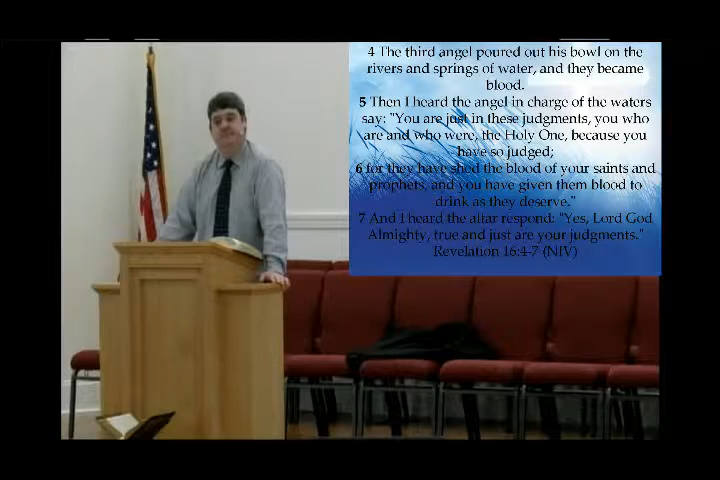 4 The third angel poured out his bowl on the
rivers and springs of water, and they became
blood.
5 Then I heard the angel in charge of the waters
say: "You are just in these judgments, you who
are and who were, the Holy One, because you
have so judged;
6 for they have shed the blood of your saints and
prophets, and you have given them blood to
drink as they deserve."
7 And I heard the altar respond: "Yes, Lord God
Almighty, true and just are your judgments."
Revelation 16:4-7 (NIV)